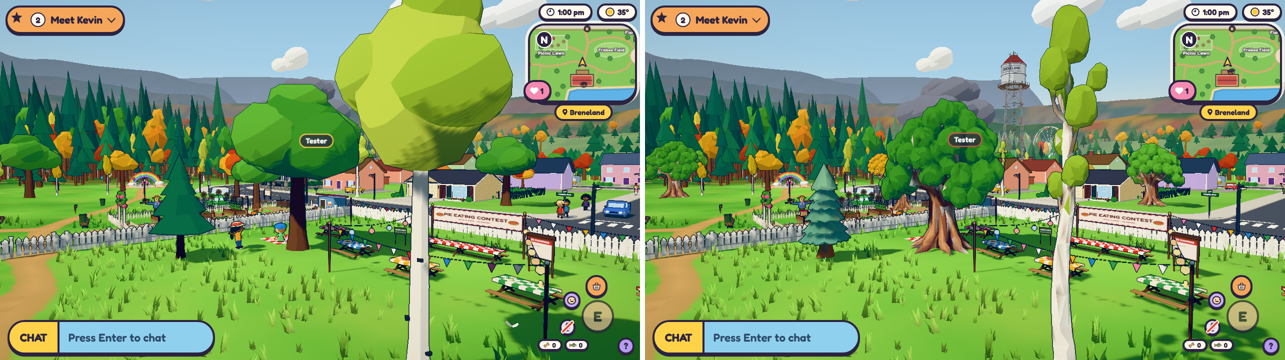 2 Meet Kevin
1:00 pm
35°
N
Picnic Lawn
Freeze Field
1
Breneland
Tester
PIE EATING CONTEST
E
CHAT
Press Enter to chat
0
0
?
2 Meet Kevin
1:00 pm
35°
N
Picnic Lawn
Freeze Field
1
Breneland
Tester
PIE EATING CONTEST
E
CHAT
Press Enter to chat
0
0
?